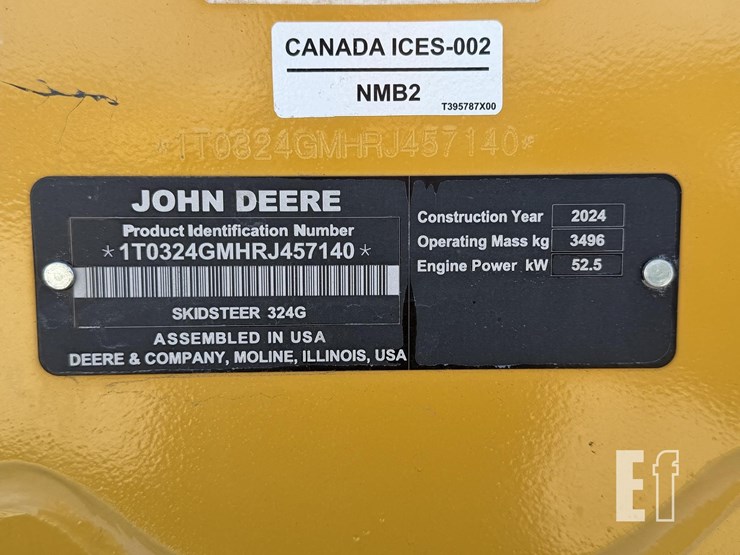 CANADA ICES-002
NMB2
T395787X00
*1T0324GMHRJ457140*
JOHN DEERE
Product Identification Number
*1T0324GMHRJ457140*
SKIDSTEER 324G
ASSEMBLED IN USA
DEERE & COMPANY, MOLINE, ILLINOIS, USA
Construction Year 2024
Operating Mass kg 3496
Engine Power kW 52.5
Ef